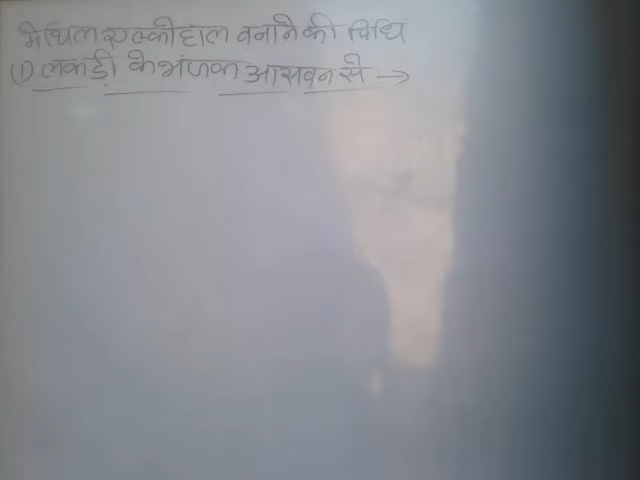 मेथिल एल्कोहाल बनाने की विधि
(1) लकड़ी के भंजक आसवन से →